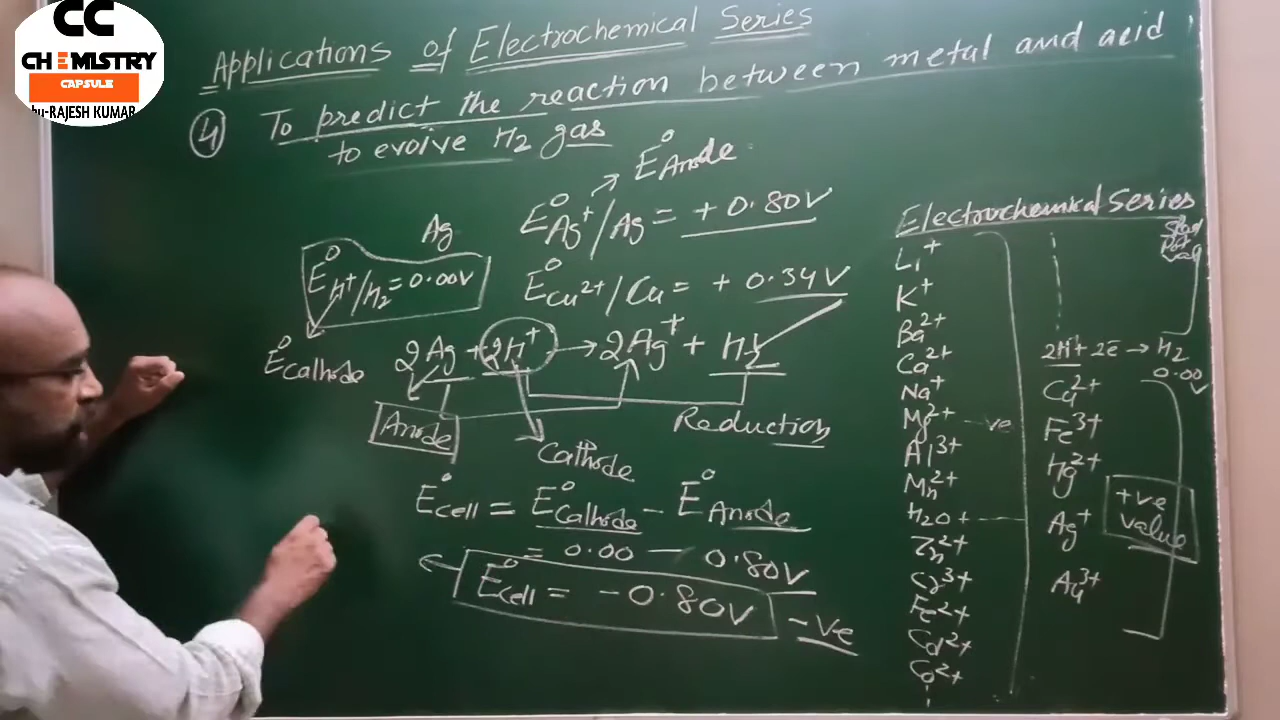 CC
CHEMISTRY
CAPSULE
by-RAJESH KUMAR
Applications of Electrochemical Series
④ To predict the reaction between metal and acid
to evolve H2 gas
E°Anode
E°Ag+/Ag = +0.80V
Ag
E°H+/H2 = 0.00V
E°Cu2+/Cu = +0.34V
E°Cathode
2Ag + 2H+ → 2Ag+ + H2
Anode
Cathode
Reduction
E°cell = E°Cathode - E°Anode
= 0.00 - 0.80V
E°cell = -0.80V
-ve
Electrochemical Series
Li+
K+
Ba2+
Ca2+
Na+
Mg2+ -ve
Al3+
Mn2+
H2O+
Zn2+
Cr3+
Fe2+
Cd2+
Co2+
2H+ + 2e- → H2
0.00 V
Cu2+
Fe3+
Hg2+
Ag+
Au3+
+ve
value